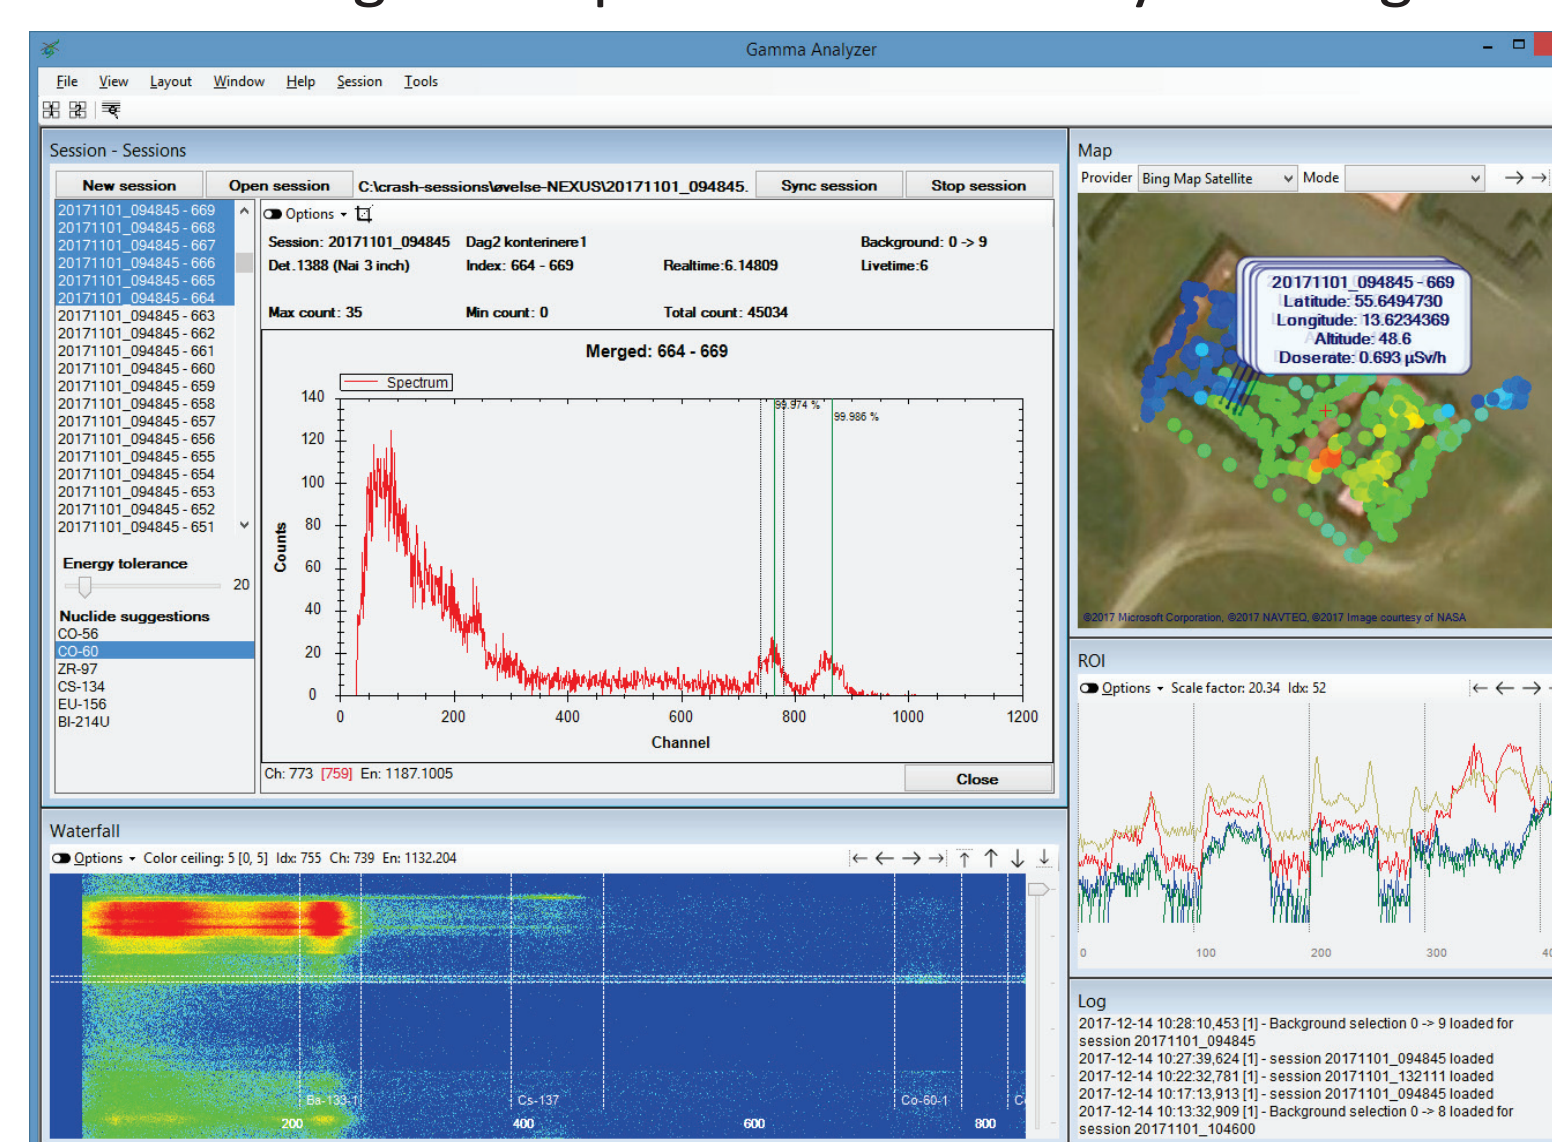 Gamma Analyzer
File View Layout Window Help Session Tools
Session - Sessions
New session Open session C:\crash-sessions\øvelse-NEXUS\20171101_094845. Sync session Stop session
20171101_094845 - 669
20171101_094845 - 668
20171101_094845 - 667
20171101_094845 - 666
20171101_094845 - 665
20171101_094845 - 664
20171101_094845 - 663
20171101_094845 - 662
20171101_094845 - 661
20171101_094845 - 660
20171101_094845 - 659
20171101_094845 - 658
20171101_094845 - 657
20171101_094845 - 656
20171101_094845 - 655
20171101_094845 - 654
20171101_094845 - 653
20171101_094845 - 652
20171101_094845 - 651
Energy tolerance
20
Nuclide suggestions
CO-56
CO-60
ZR-97
CS-134
EU-156
BI-214U
Options
Session: 20171101_094845 Dag2 konterinere1 Background: 0 -> 9
Det.1388 (Nai 3 inch) Index: 664 - 669 Realtime:6.14809 Livetime:6
Max count: 35 Min count: 0 Total count: 45034
Merged: 664 - 669
Spectrum
99.974 %
99.986 %
140
120
100
80
60
40
20
0
Counts
0 200 400 600 800 1000 1200
Channel
Ch: 773 [759] En: 1187.1005
Close
Map
Provider Bing Map Satellite Mode
20171101_094845 - 669
Latitude: 55.6494730
Longitude: 13.6234369
Altitude: 48.6
Doserate: 0.693 µSv/h
©2017 Microsoft Corporation, ©2017 NAVTEQ, ©2017 Image courtesy of NASA
ROI
Options Scale factor: 20.34 Idx: 52
0 100 200 300 40
Waterfall
Options Color ceiling: 5 [0, 5] Idx: 755 Ch: 739 En: 1132.204
Ba-133-1 Cs-137 Co-60-1 C
200 400 600 800
Log
2017-12-14 10:28:10,453 [1] - Background selection 0 -> 9 loaded for
session 20171101_094845
2017-12-14 10:27:39,624 [1] - session 20171101_094845 loaded
2017-12-14 10:22:32,781 [1] - session 20171101_132111 loaded
2017-12-14 10:17:13,913 [1] - session 20171101_094845 loaded
2017-12-14 10:13:32,909 [1] - Background selection 0 -> 8 loaded for
session 20171101_104600